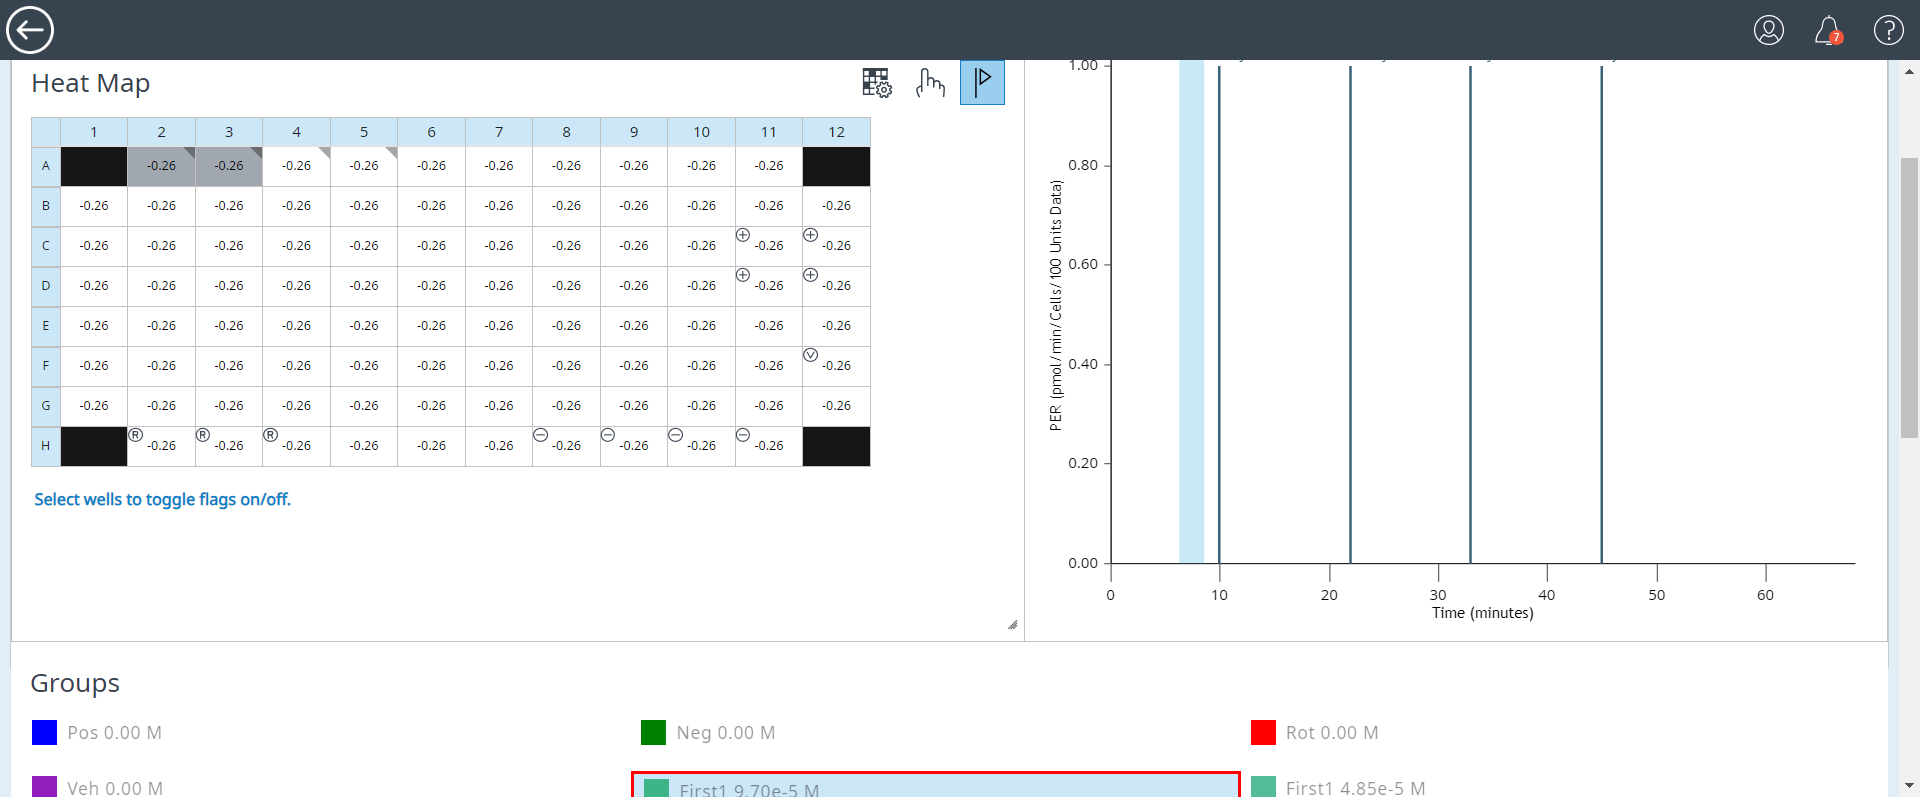 7
?
Heat Map
1 2 3 4 5 6 7 8 9 10 11 12
A -0.26 -0.26 -0.26 -0.26 -0.26 -0.26 -0.26 -0.26 -0.26 -0.26
B -0.26 -0.26 -0.26 -0.26 -0.26 -0.26 -0.26 -0.26 -0.26 -0.26 -0.26 -0.26
C -0.26 -0.26 -0.26 -0.26 -0.26 -0.26 -0.26 -0.26 -0.26 -0.26 + -0.26 + -0.26
D -0.26 -0.26 -0.26 -0.26 -0.26 -0.26 -0.26 -0.26 -0.26 -0.26 + -0.26 + -0.26
E -0.26 -0.26 -0.26 -0.26 -0.26 -0.26 -0.26 -0.26 -0.26 -0.26 -0.26 -0.26
F -0.26 -0.26 -0.26 -0.26 -0.26 -0.26 -0.26 -0.26 -0.26 -0.26 -0.26 V -0.26
G -0.26 -0.26 -0.26 -0.26 -0.26 -0.26 -0.26 -0.26 -0.26 -0.26 -0.26 -0.26
H R -0.26 R -0.26 R -0.26 -0.26 -0.26 -0.26 − -0.26 − -0.26 − -0.26 − -0.26
Select wells to toggle flags on/off.
1.00
0.80
0.60
0.40
0.20
0.00
PER (pmol/min/Cells/100 Units Data)
0 10 20 30 40 50 60
Time (minutes)
Groups
Pos 0.00 M
Neg 0.00 M
Rot 0.00 M
Veh 0.00 M
First1 9.70e-5 M
First1 4.85e-5 M